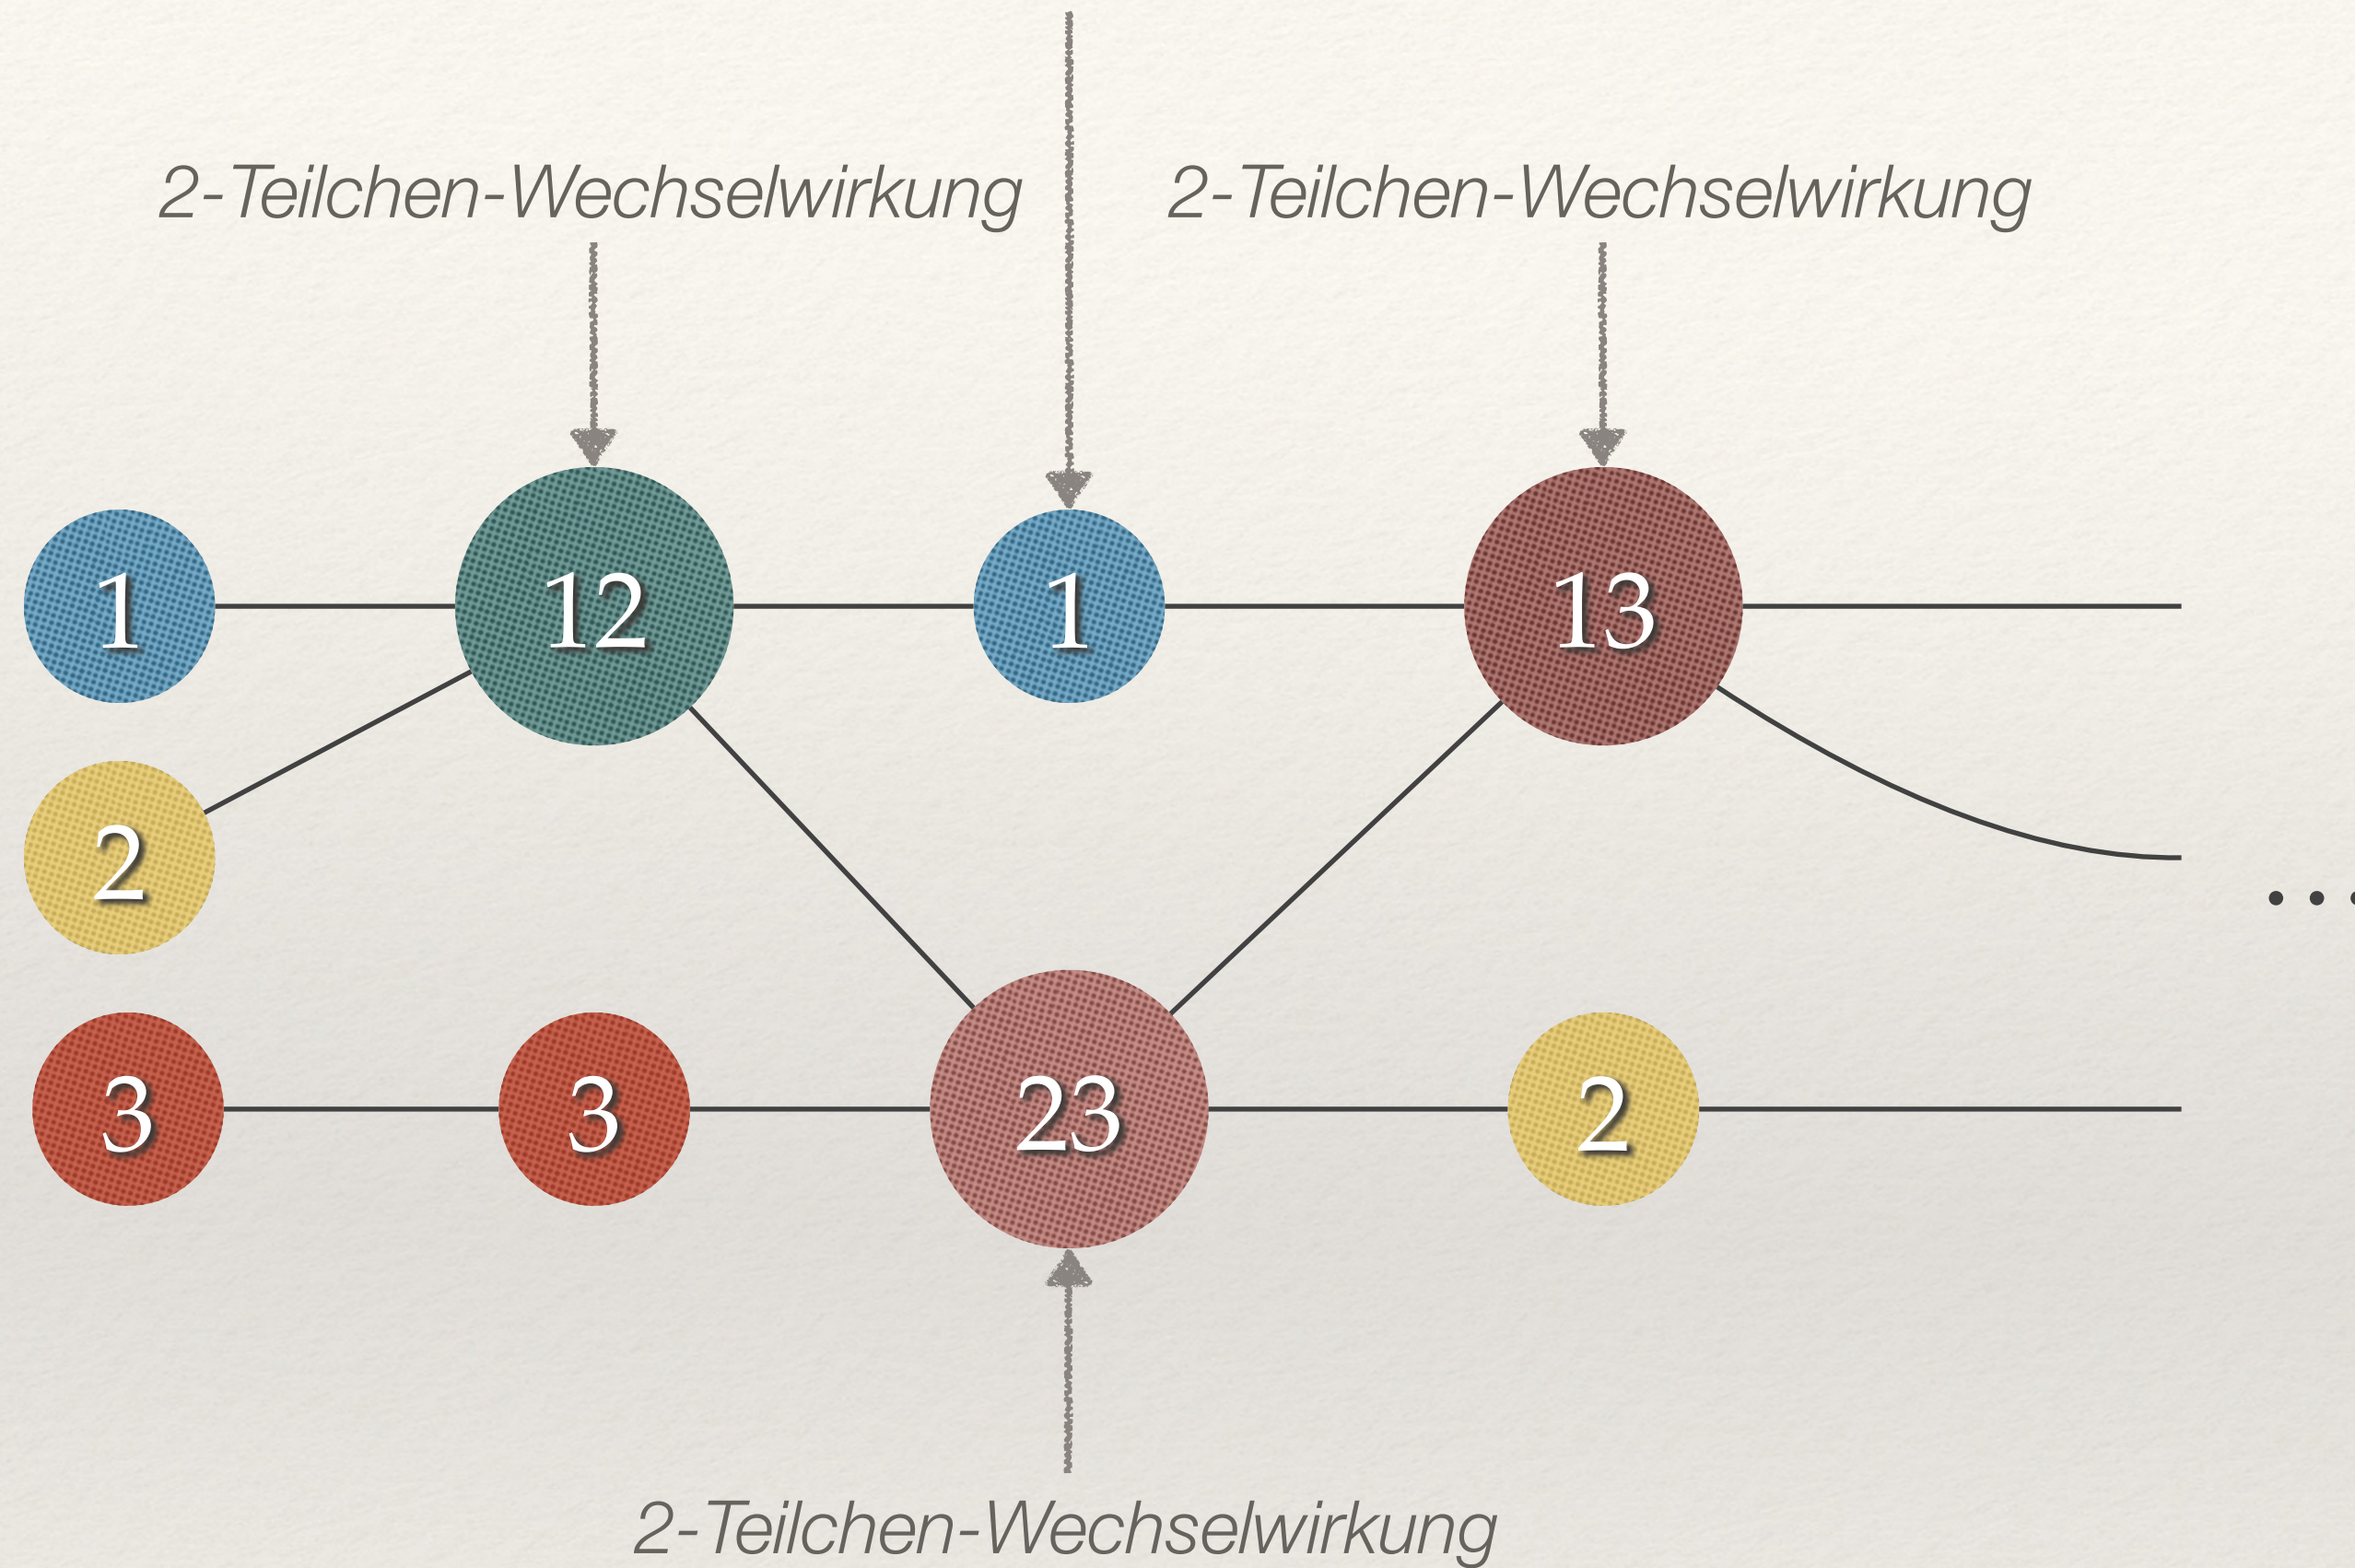 2-Teilchen-Wechselwirkung 2-Teilchen-Wechselwirkung
1 12 1 13
2
...
3 3 23 2
2-Teilchen-Wechselwirkung